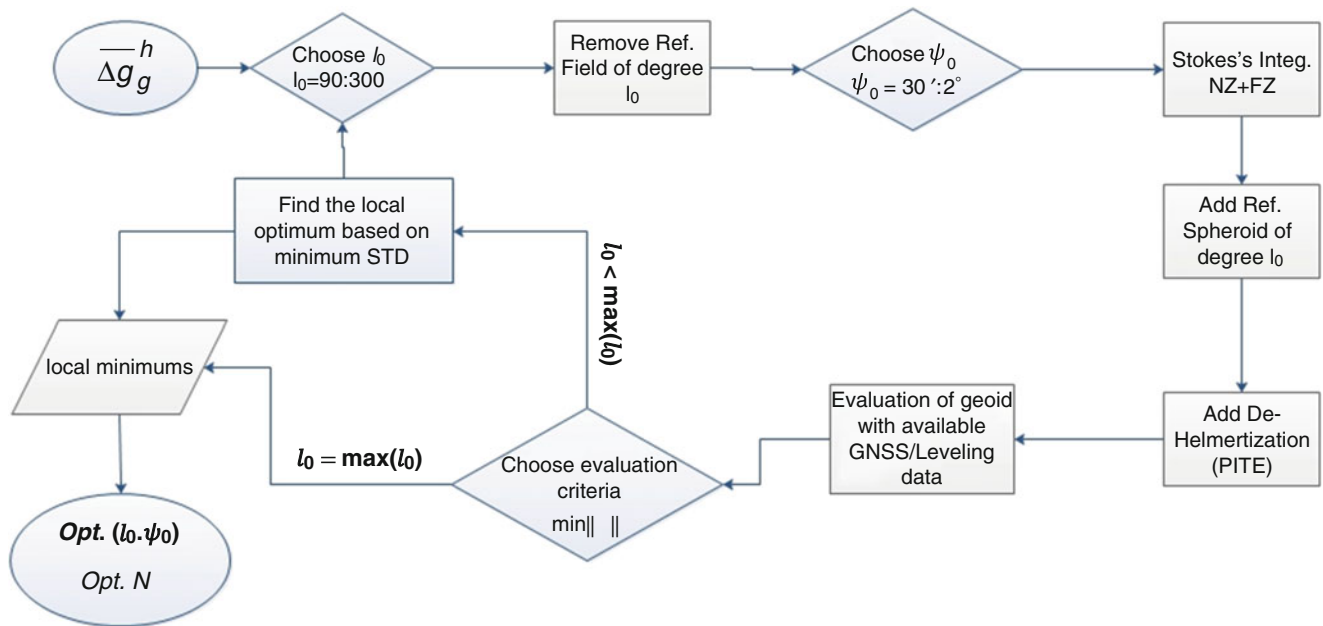 Δg g h
Choose l₀
l₀=90:300
Remove Ref.
Field of degree
l₀
Choose ψ₀
ψ₀ = 30 ′:2°
Stokes's Integ.
NZ+FZ
Add Ref.
Spheroid of
degree l₀
Add De-
Helmertization
(PITE)
Evaluation of geoid
with available
GNSS/Leveling
data
Choose evaluation
criteria
min‖ ‖
l₀ < max(l₀)
l₀ = max(l₀)
Find the local
optimum based on
minimum STD
local minimums
Opt. (l₀.ψ₀)
Opt. N